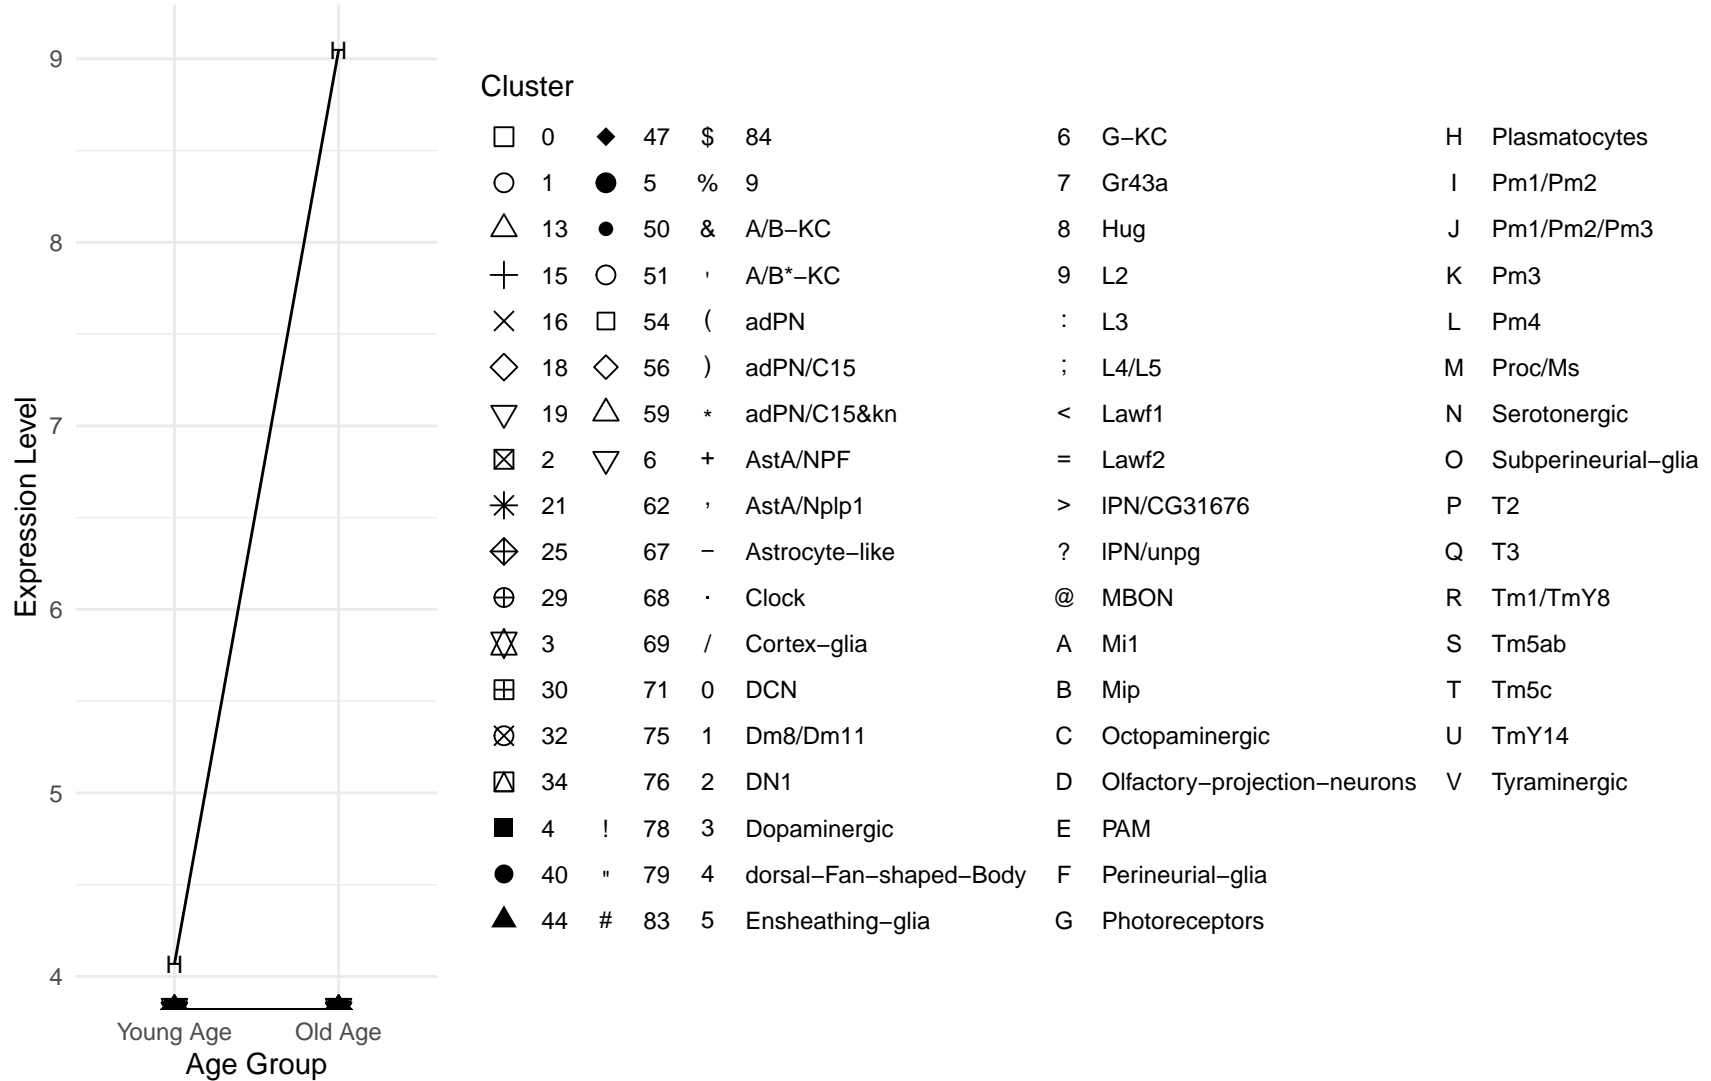 9
8
7
6
5
4
Expression Level
Young Age Old Age
Age Group
Cluster
0 47 $ 84 6 G−KC H Plasmatocytes
1 5 % 9 7 Gr43a I Pm1/Pm2
13 50 & A/B−KC 8 Hug J Pm1/Pm2/Pm3
15 51 ' A/B*−KC 9 L2 K Pm3
16 54 ( adPN : L3 L Pm4
18 56 ) adPN/C15 ; L4/L5 M Proc/Ms
19 59 * adPN/C15&kn < Lawf1 N Serotonergic
2 6 + AstA/NPF = Lawf2 O Subperineurial−glia
21 62 , AstA/Nplp1 > lPN/CG31676 P T2
25 67 − Astrocyte−like ? lPN/unpg Q T3
29 68 . Clock @ MBON R Tm1/TmY8
3 69 / Cortex−glia A Mi1 S Tm5ab
30 71 0 DCN B Mip T Tm5c
32 75 1 Dm8/Dm11 C Octopaminergic U TmY14
34 76 2 DN1 D Olfactory−projection−neurons V Tyraminergic
4 ! 78 3 Dopaminergic E PAM
40 " 79 4 dorsal−Fan−shaped−Body F Perineurial−glia
44 # 83 5 Ensheathing−glia G Photoreceptors
H
H